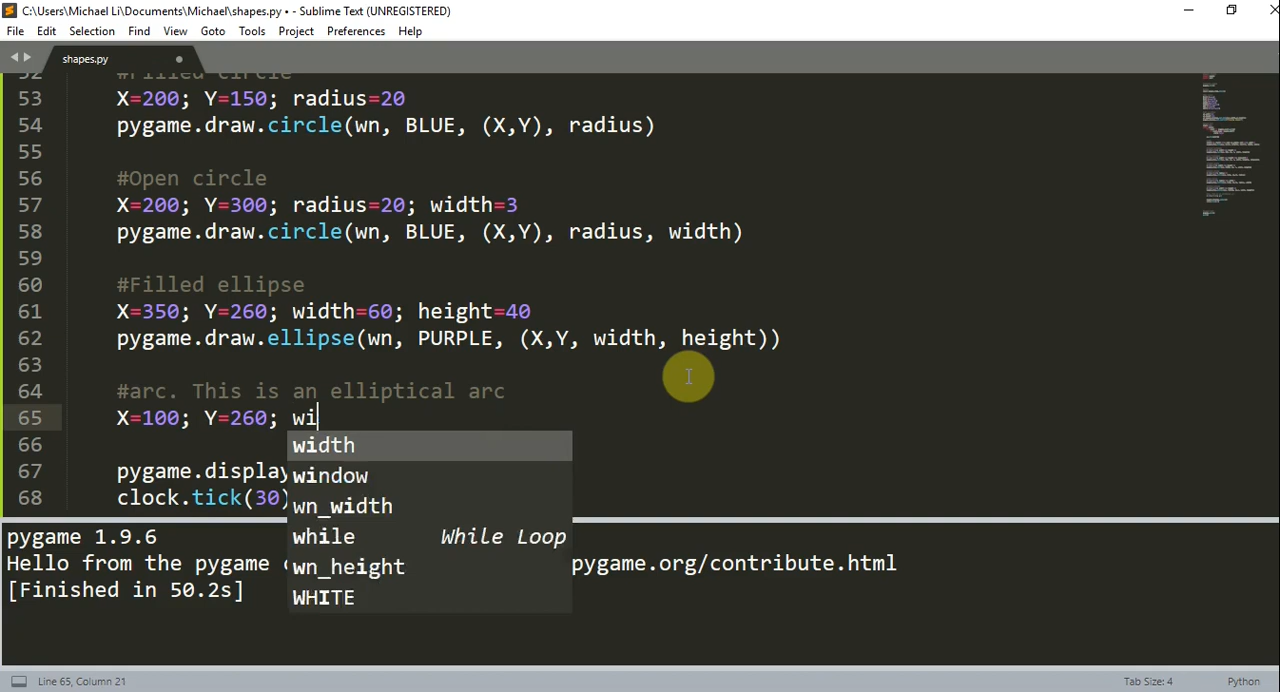 C:\Users\Michael Li\Documents\Michael\shapes.py • - Sublime Text (UNREGISTERED)
File Edit Selection Find View Goto Tools Project Preferences Help
shapes.py
52 #Filled circle
53 X=200; Y=150; radius=20
54 pygame.draw.circle(wn, BLUE, (X,Y), radius)
55
56 #Open circle
57 X=200; Y=300; radius=20; width=3
58 pygame.draw.circle(wn, BLUE, (X,Y), radius, width)
59
60 #Filled ellipse
61 X=350; Y=260; width=60; height=40
62 pygame.draw.ellipse(wn, PURPLE, (X,Y, width, height))
63
64 #arc. This is an elliptical arc
65 X=100; Y=260; wi
66 width
window
67 pygame.display
68 clock.tick(30)
wn_width
while While Loop
wn_height
WHITE
pygame 1.9.6
Hello from the pygame pygame.org/contribute.html
[Finished in 50.2s]
Line 65, Column 21 Tab Size: 4 Python